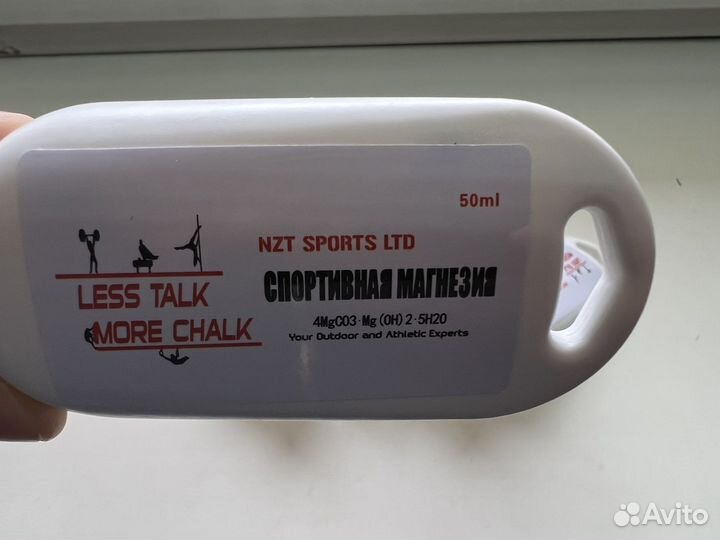 50ml
NZT SPORTS LTD
СПОРТИВНАЯ МАГНЕЗИЯ
4MgCO3·Mg(OH)2·5H2O
Your Outdoor and Athletic Experts
LESS TALK
MORE CHALK
Avito